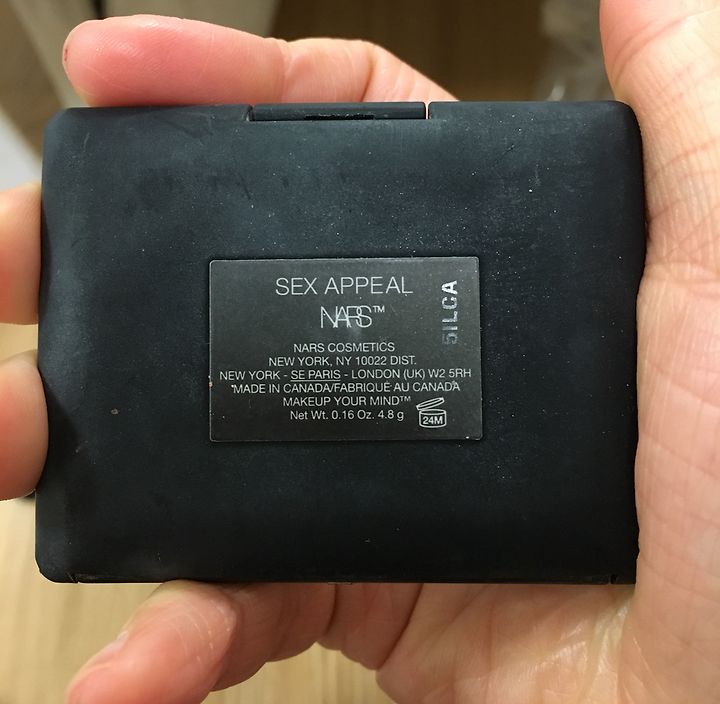 SEX APPEAL
NARS™
NARS COSMETICS
NEW YORK, NY 10022 DIST.
NEW YORK - SE PARIS - LONDON (UK) W2 5RH
*MADE IN CANADA/FABRIQUÉ AU CANADA
MAKEUP YOUR MIND™
Net Wt. 0.16 Oz. 4.8 g
24M
5ILCA